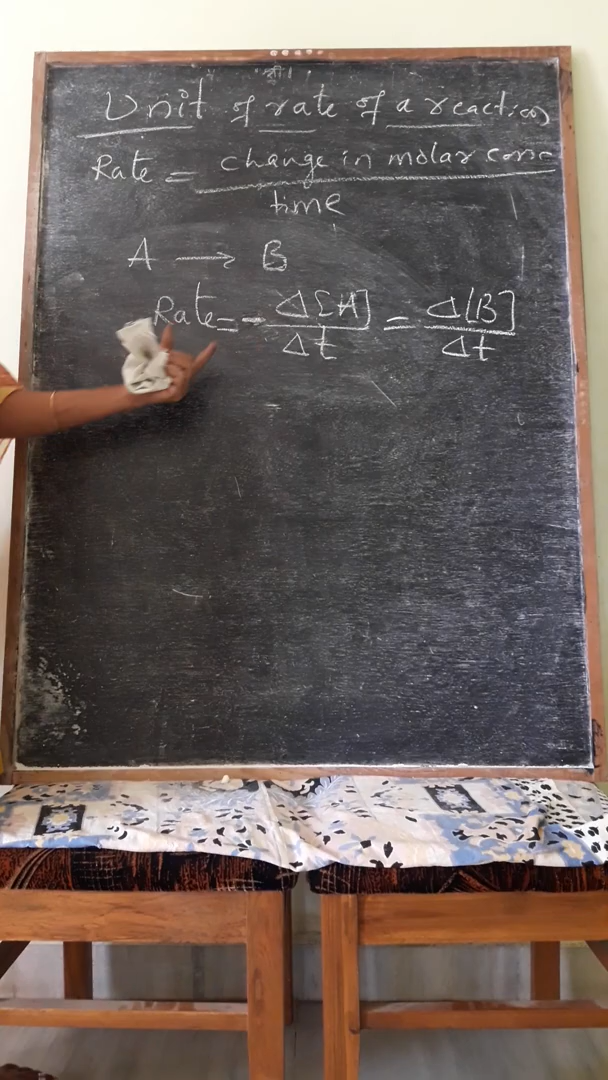 Unit of rate of a reaction
Rate = change in molar conc
time
A → B
Rate = - Δ[A] / Δt = Δ[B] / Δt